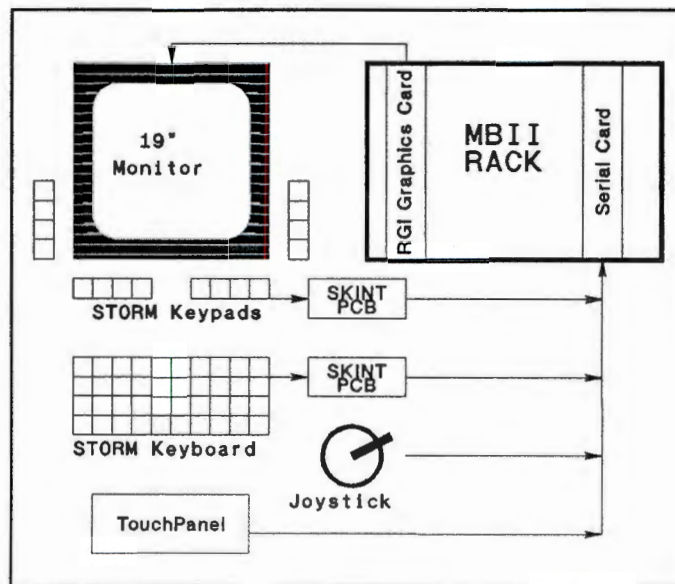 19"
Monitor
RGI Graphics Card
MBII
RACK
Serial Card
STORM Keypads
SKINT
PCB
SKINT
PCB
STORM Keyboard
Joystick
TouchPanel